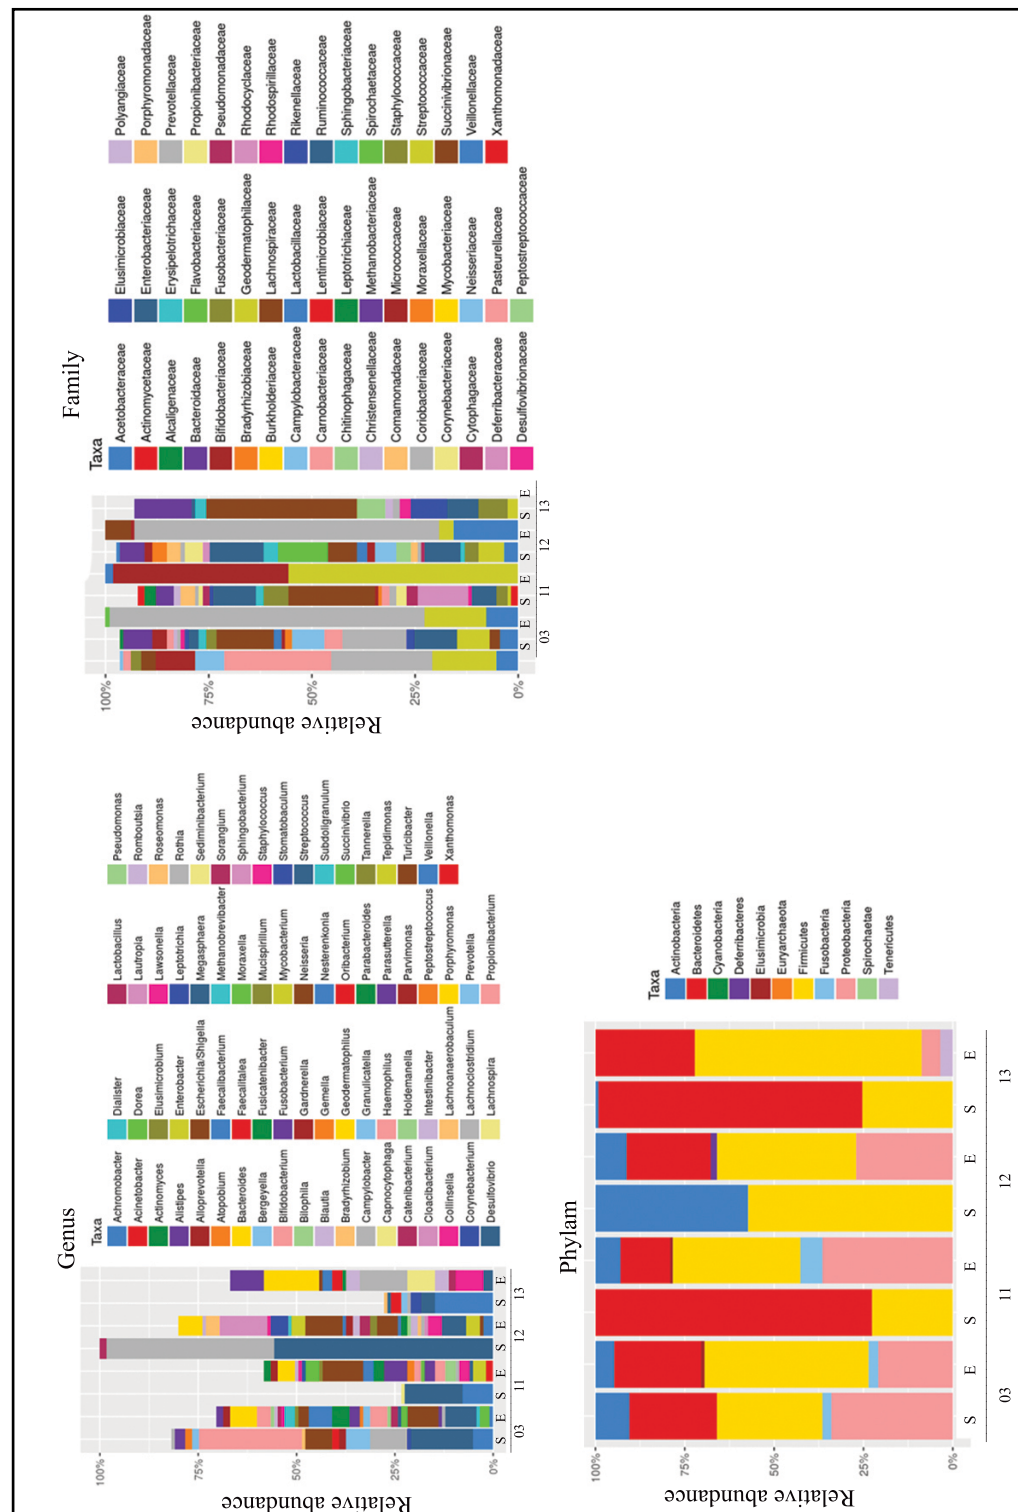 Family
Taxa
Acetobacteraceae
Actinomycetaceae
Alcaligenaceae
Bacteroidaceae
Bifidobacteriaceae
Bradyrhizobiaceae
Burkholderiaceae
Campylobacteraceae
Carnobacteriaceae
Chitinophagaceae
Christensenellaceae
Comamonadaceae
Coriobacteriaceae
Corynebacteriaceae
Cytophagaceae
Deferribacteraceae
Desulfovibrionaceae
Elusimicrobiaceae
Enterobacteriaceae
Erysipelotrichaceae
Flavobacteriaceae
Fusobacteriaceae
Geodermatophilaceae
Lachnospiraceae
Lactobacillaceae
Lentimicrobiaceae
Leptotrichiaceae
Methanobacteriaceae
Micrococcaceae
Moraxellaceae
Mycobacteriaceae
Neisseriaceae
Pasteurellaceae
Peptostreptococcaceae
Polyangiaceae
Porphyromonadaceae
Prevotellaceae
Propionibacteriaceae
Pseudomonadaceae
Rhodocyclaceae
Rhodospirillaceae
Rikenellaceae
Ruminococcaceae
Sphingobacteriaceae
Spirochaetaceae
Staphylococcaceae
Streptococcaceae
Succinivibrionaceae
Veillonellaceae
Xanthomonadaceae
Relative abundance
100%
75%
50%
25%
0%
S E S E S E S E
03 11 12 13
Genus
Taxa
Achromobacter
Acinetobacter
Actinomyces
Alistipes
Alloprevotella
Atopobium
Bacteroides
Bergeyella
Bifidobacterium
Bilophila
Blautia
Bradyrhizobium
Campylobacter
Capnocytophaga
Catenibacterium
Cloacibacterium
Collinsella
Corynebacterium
Desulfovibrio
Dialister
Dorea
Elusimicrobium
Enterobacter
Escherichia/Shigella
Faecalibacterium
Faecalitalea
Fusicatenibacter
Fusobacterium
Gardnerella
Gemella
Geodermatophilus
Granulicatella
Haemophilus
Holdemanella
Intestinibacter
Lachnoanaerobaculum
Lachnoclostridium
Lachnospira
Lactobacillus
Lautropia
Lawsonella
Leptotrichia
Megasphaera
Methanobrevibacter
Moraxella
Mucispirillum
Mycobacterium
Neisseria
Nesterenkonia
Oribacterium
Parabacteroides
Parasutterella
Parvimonas
Peptostreptococcus
Porphyromonas
Prevotella
Propionibacterium
Pseudomonas
Romboutsia
Roseomonas
Rothia
Sediminibacterium
Sorangium
Sphingobacterium
Staphylococcus
Stomatobaculum
Streptococcus
Subdoligranulum
Succinivibrio
Tannerella
Tepidimonas
Turicibacter
Veillonella
Xanthomonas
Relative abundance
100%
75%
50%
25%
0%
S E S E S E S E
03 11 12 13
Phylam
Taxa
Actinobacteria
Bacteroidetes
Cyanobacteria
Deferribacteres
Elusimicrobia
Euryarchaeota
Firmicutes
Fusobacteria
Proteobacteria
Spirochaetae
Tenericutes
Relative abundance
100%
75%
50%
25%
0%
S E S E S E S E
03 11 12 13